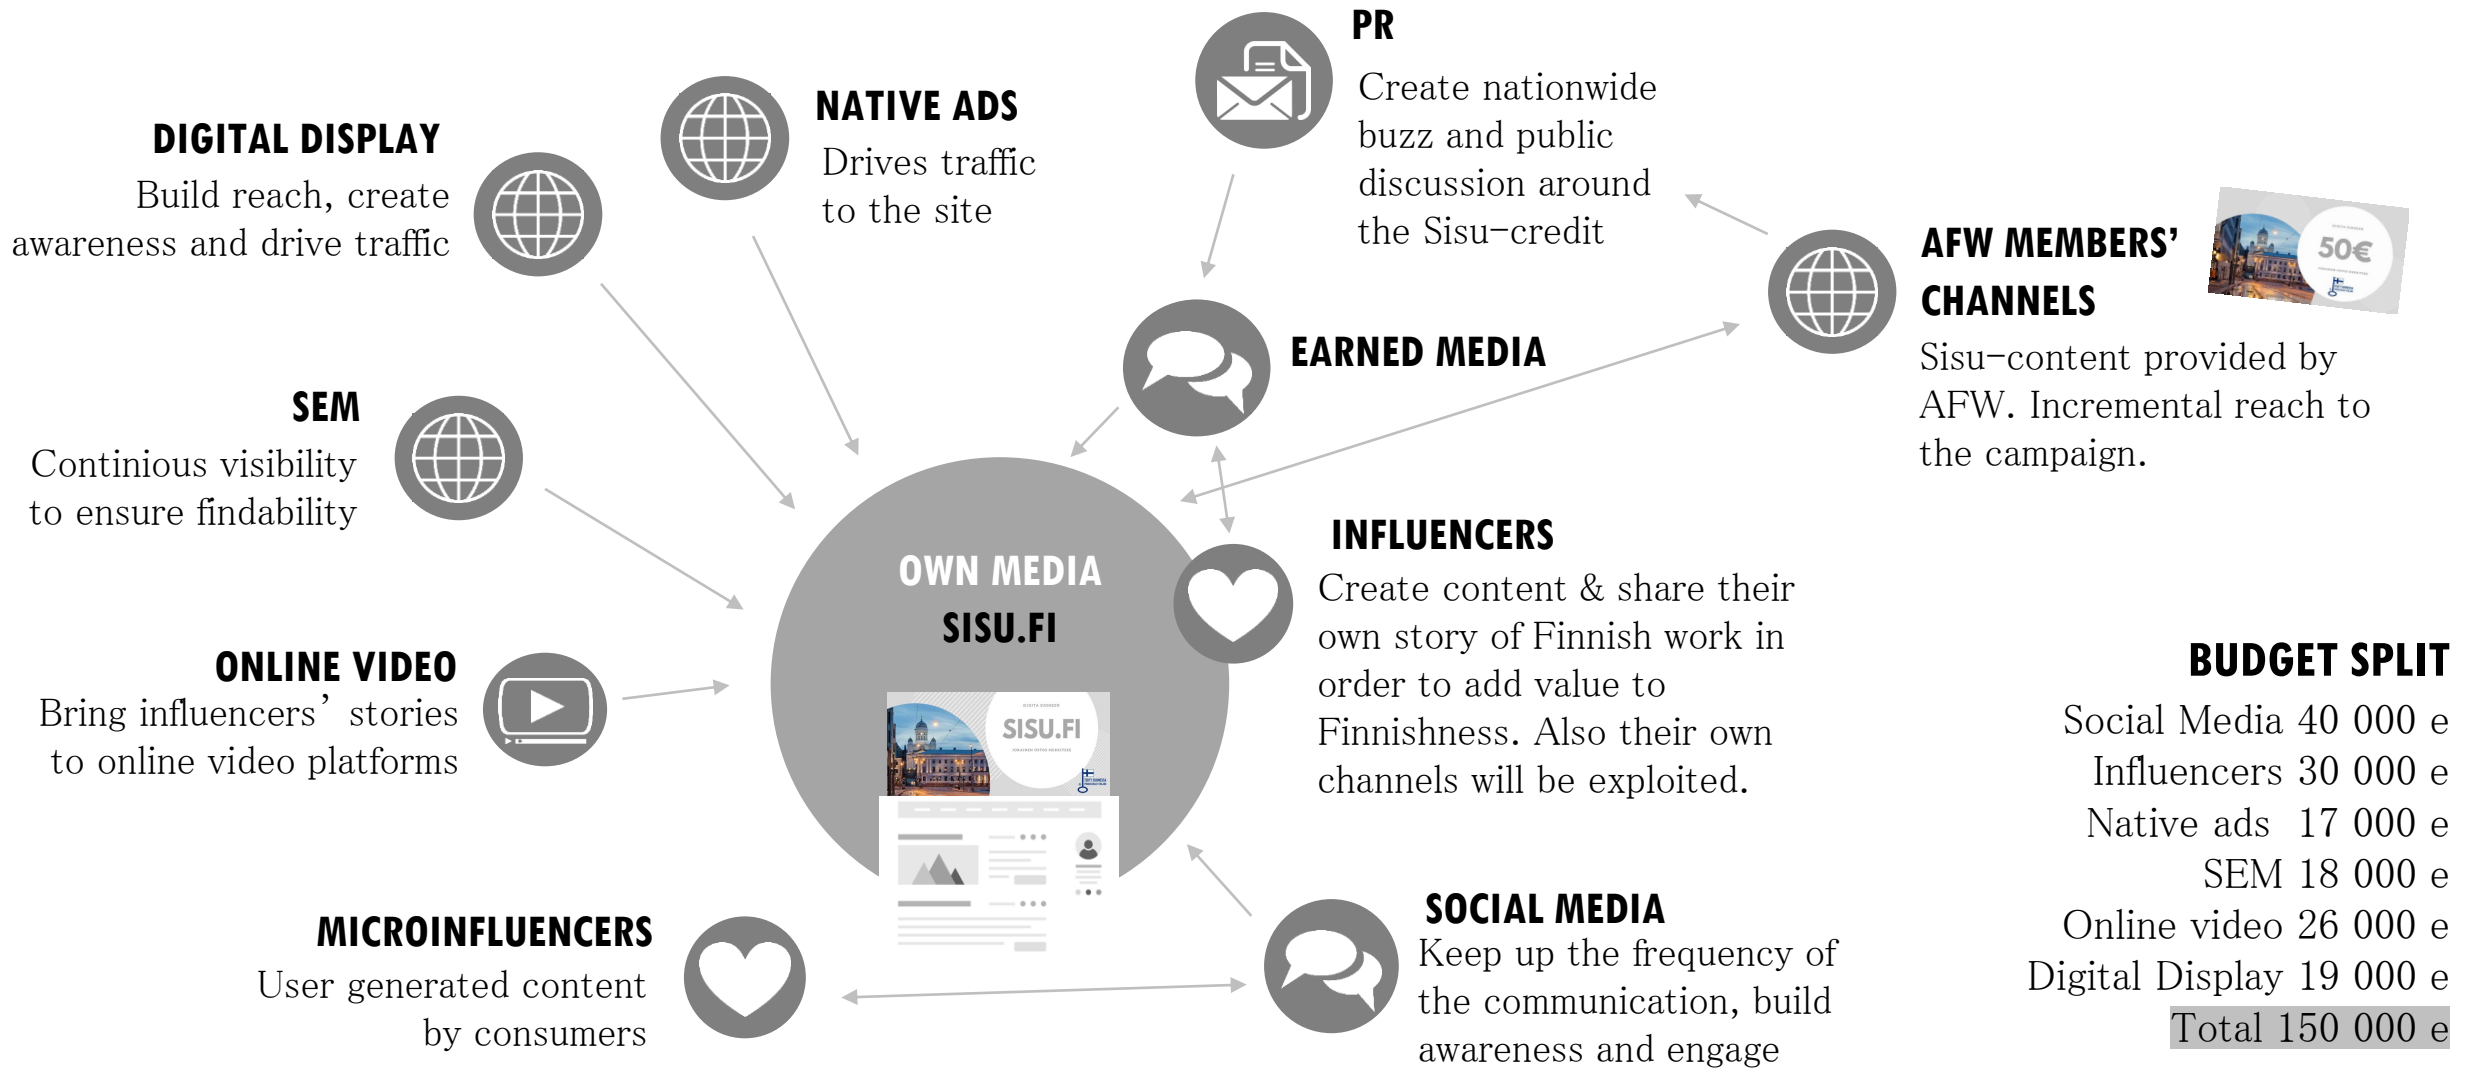 PR
Create nationwide
buzz and public
discussion around
the Sisu-credit
NATIVE ADS
Drives traffic
to the site
DIGITAL DISPLAY
Build reach, create
awareness and drive traffic
AFW MEMBERS’
CHANNELS
Sisu-content provided by
AFW. Incremental reach to
the campaign.
50€
EARNED MEDIA
SEM
Continious visibility
to ensure findability
OWN MEDIA
SISU.FI
SISU.FI
INFLUENCERS
Create content & share their
own story of Finnish work in
order to add value to
Finnishness. Also their own
channels will be exploited.
ONLINE VIDEO
Bring influencers’ stories
to online video platforms
MICROINFLUENCERS
User generated content
by consumers
SOCIAL MEDIA
Keep up the frequency of
the communication, build
awareness and engage
BUDGET SPLIT
Social Media 40 000 e
Influencers 30 000 e
Native ads 17 000 e
SEM 18 000 e
Online video 26 000 e
Digital Display 19 000 e
Total 150 000 e